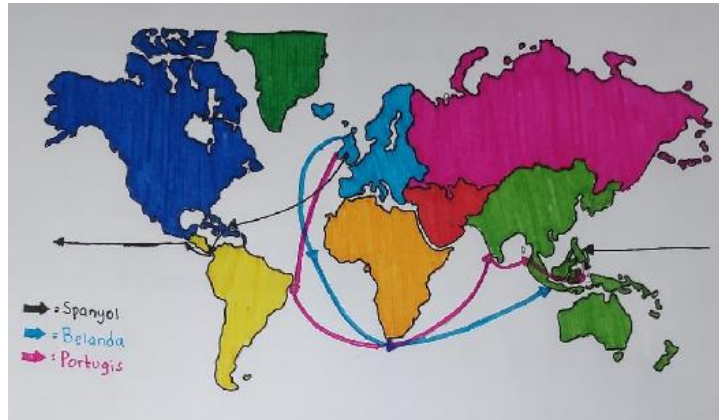 = Spanyol
= Belanda
= Portugis